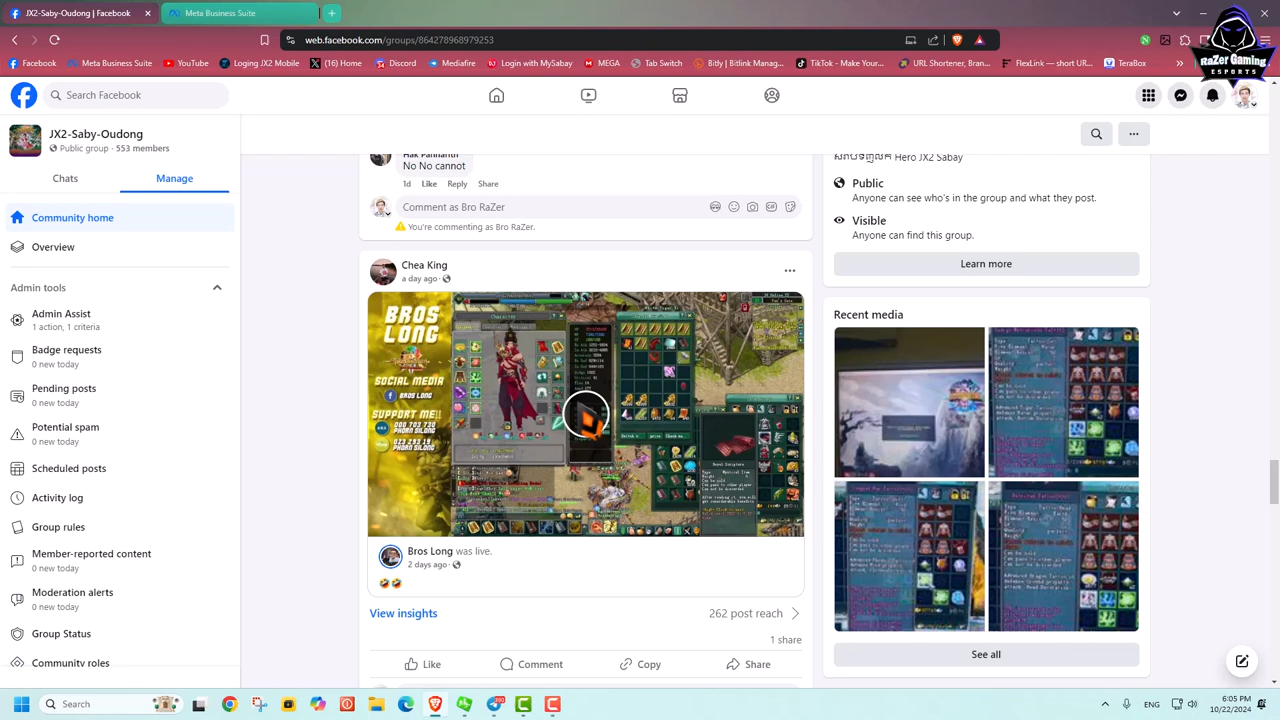 JX2-Saby-Oudong | Facebook
Meta Business Suite
RaZer Gaming
ESPORTS
web.facebook.com/groups/864278968979253
Facebook
Meta Business Suite
YouTube
Loging JX2 Mobile
(16) Home
Discord
Mediafire
Login with MySabay
MEGA
Tab Switch
Bitly | Bitlink Manag...
TikTok - Make Your...
URL Shortener, Bran...
FlexLink — short UR...
TeraBox
Search Facebook
JX2-Saby-Oudong
Public group · 553 members
Chats
Manage
Community home
Overview
Admin tools
Admin Assist
1 action, 1 criteria
Badge requests
0 new today
Pending posts
0 new today
Potential spam
0 new today
Scheduled posts
Activity log
Group rules
Member-reported content
0 new today
Moderation alerts
0 new today
Group Status
Community roles
No No cannot
1d Like Reply Share
Comment as Bro RaZer
You're commenting as Bro RaZer.
Chea King
a day ago
BROS
LONG
SOCIAL MEDIA
BROS LONG
SUPPORT ME!!
Bros Long was live.
2 days ago
View insights
262 post reach
1 share
Like
Comment
Copy
Share
Hero JX2 Sabay
Public
Anyone can see who's in the group and what they post.
Visible
Anyone can find this group.
Learn more
Recent media
See all
Search
ENG
6:05 PM
10/22/2024